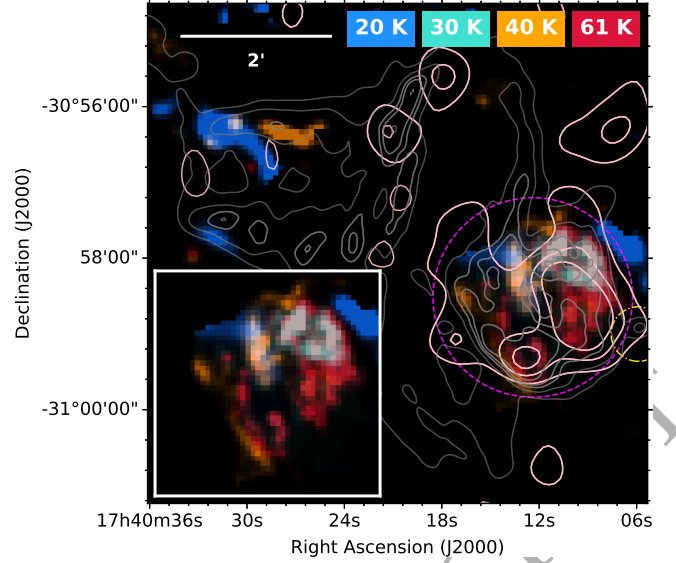 20 K 30 K 40 K 61 K
2'
-30°56'00"
58'00"
-31°00'00"
Declination (J2000)
17h40m36s 30s 24s 18s 12s 06s
Right Ascension (J2000)